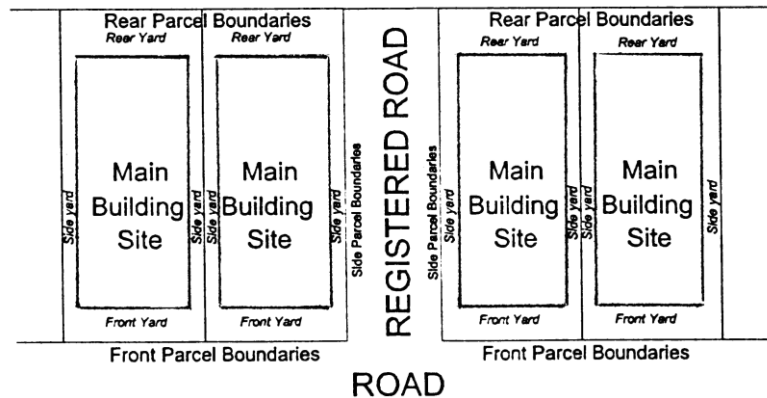 Rear Parcel Boundaries
Rear Parcel Boundaries
Rear Yard
Rear Yard
Rear Yard
Rear Yard
Side yard
Main
Building
Site
Side yard
Side yard
Main
Building
Site
Side yard
Side Parcel Boundaries
REGISTERED ROAD
Side Parcel Boundaries
Side yard
Main
Building
Site
Side yard
Side yard
Main
Building
Site
Side yard
Front Yard
Front Yard
Front Yard
Front Yard
Front Parcel Boundaries
Front Parcel Boundaries
ROAD